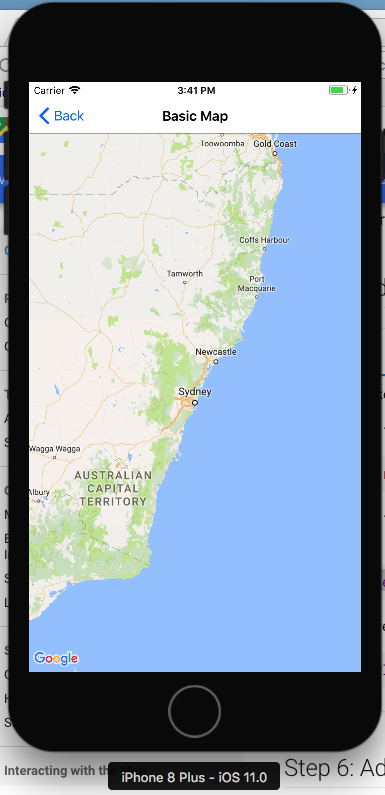 Carrier 3:41 PM
Back Basic Map
Toowoomba Gold Coast
Coffs Harbour
Tamworth
Port
Macquarie
Newcastle
Sydney
Wagga Wagga
AUSTRALIAN
CAPITAL
TERRITORY
Albury
Google
Step 6: Ad
Interacting with the
iPhone 8 Plus - iOS 11.0